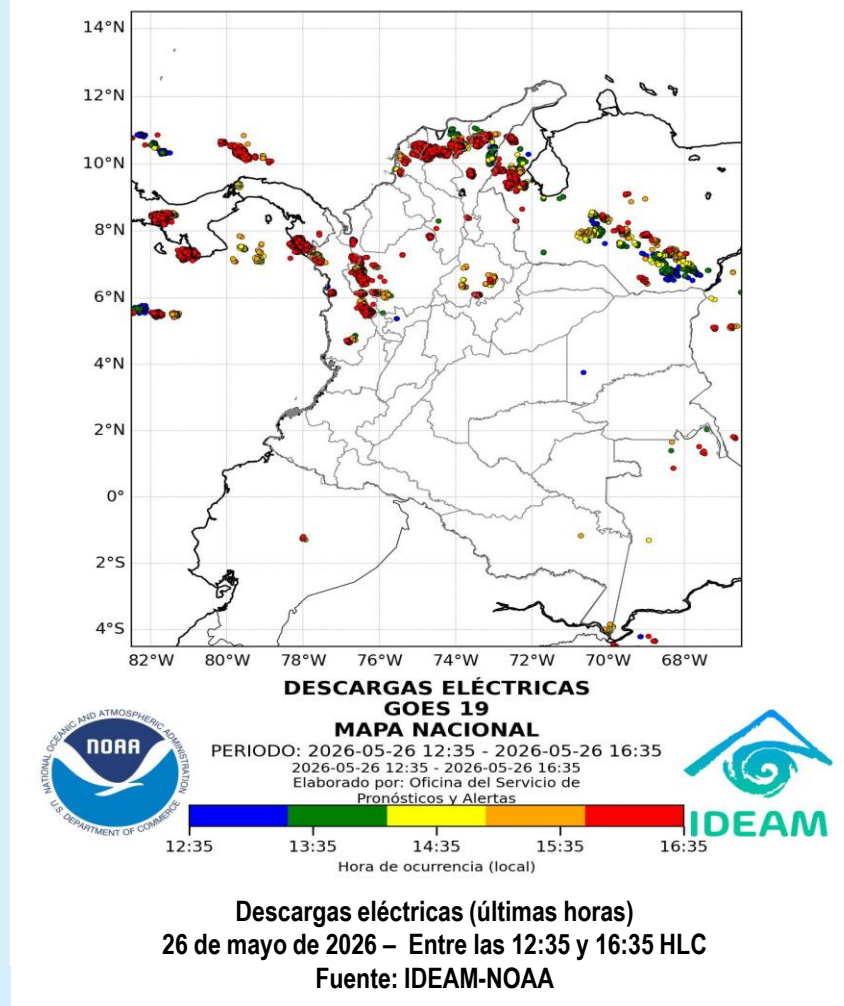 14°N
12°N
10°N
8°N
6°N
4°N
2°N
0°
2°S
4°S
82°W 80°W 78°W 76°W 74°W 72°W 70°W 68°W
DESCARGAS ELÉCTRICAS
GOES 19
MAPA NACIONAL
PERIODO: 2026-05-26 12:35 - 2026-05-26 16:35
2026-05-26 12:35 - 2026-05-26 16:35
Elaborado por: Oficina del Servicio de
Pronósticos y Alertas
NATIONAL OCEANIC AND ATMOSPHERIC ADMINISTRATION
NOAA
U.S. DEPARTMENT OF COMMERCE
IDEAM
12:35 13:35 14:35 15:35 16:35
Hora de ocurrencia (local)
Descargas eléctricas (últimas horas)
26 de mayo de 2026 – Entre las 12:35 y 16:35 HLC
Fuente: IDEAM-NOAA